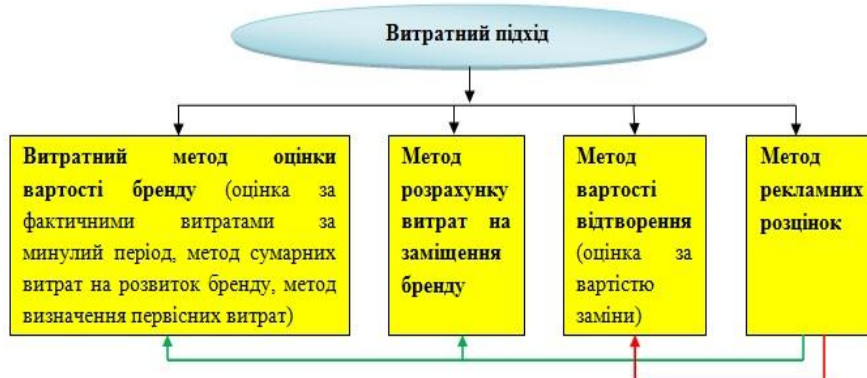 Витратний підхід
Витратний метод оцінки
вартості бренду (оцінка за
фактичними витратами за
минулий період, метод сумарних
витрат на розвиток бренду, метод
визначення первісних витрат)
Метод
розрахунку
витрат на
заміщення
бренду
Метод
вартості
відтворення
(оцінка за
вартістю
заміни)
Метод
рекламних
розцінок